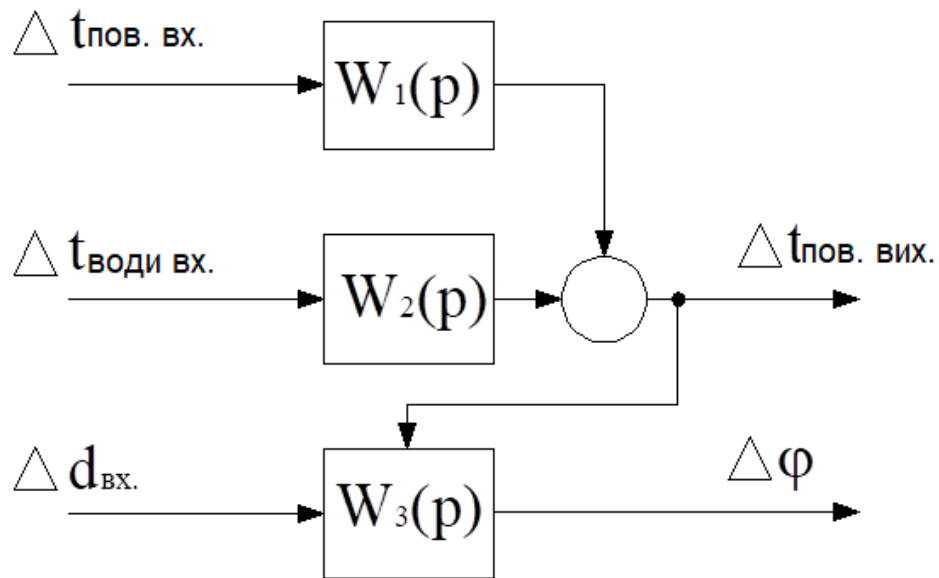 △ tпов. вх.
W₁(p)
△ tводи вх.
W₂(p)
△ tпов. вих.
△ dвх.
W₃(p)
△ φ